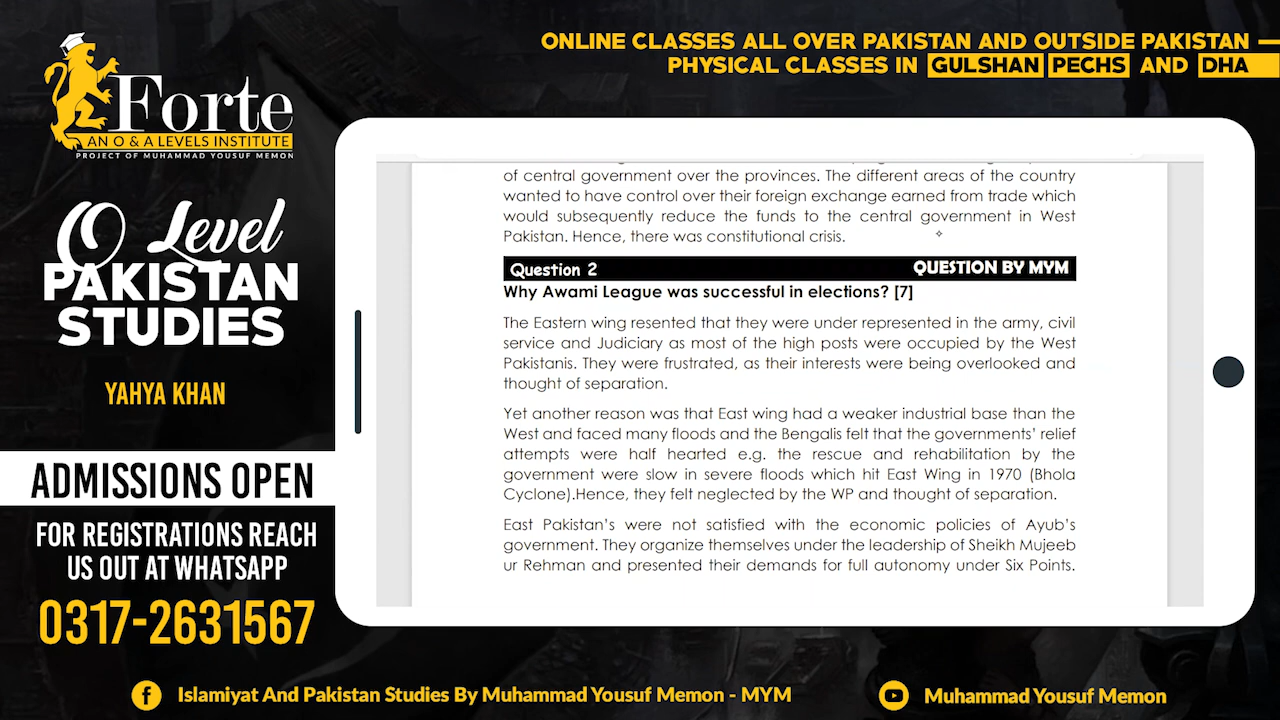 Forte
AN O & A LEVELS INSTITUTE
PROJECT OF MUHAMMAD YOUSUF MEMON
ONLINE CLASSES ALL OVER PAKISTAN AND OUTSIDE PAKISTAN
PHYSICAL CLASSES IN GULSHAN PECHS AND DHA
O Level
PAKISTAN
STUDIES
YAHYA KHAN
ADMISSIONS OPEN
FOR REGISTRATIONS REACH
US OUT AT WHATSAPP
0317-2631567
of central government over the provinces. The different areas of the country
wanted to have control over their foreign exchange earned from trade which
would subsequently reduce the funds to the central government in West
Pakistan. Hence, there was constitutional crisis.
Question 2 QUESTION BY MYM
Why Awami League was successful in elections? [7]
The Eastern wing resented that they were under represented in the army, civil
service and Judiciary as most of the high posts were occupied by the West
Pakistanis. They were frustrated, as their interests were being overlooked and
thought of separation.
Yet another reason was that East wing had a weaker industrial base than the
West and faced many floods and the Bengalis felt that the governments' relief
attempts were half hearted e.g. the rescue and rehabilitation by the
government were slow in severe floods which hit East Wing in 1970 (Bhola
Cyclone).Hence, they felt neglected by the WP and thought of separation.
East Pakistan's were not satisfied with the economic policies of Ayub's
government. They organize themselves under the leadership of Sheikh Mujeeb
ur Rehman and presented their demands for full autonomy under Six Points.
Islamiyat And Pakistan Studies By Muhammad Yousuf Memon - MYM
Muhammad Yousuf Memon